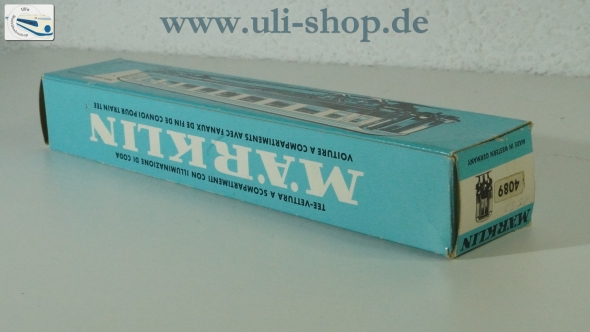 www.uli-shop.de
VOITURE A COMPARTIMENTS AVEC FANAUX DE FIN DE CONVOI POUR TRAIN TEE
MÄRKLIN
TEE-VETTURA A SCOMPARTIMENTI CON ILLUMINAZIONE DI CODA
MADE IN WESTERN GERMANY
4089
MÄRKLIN